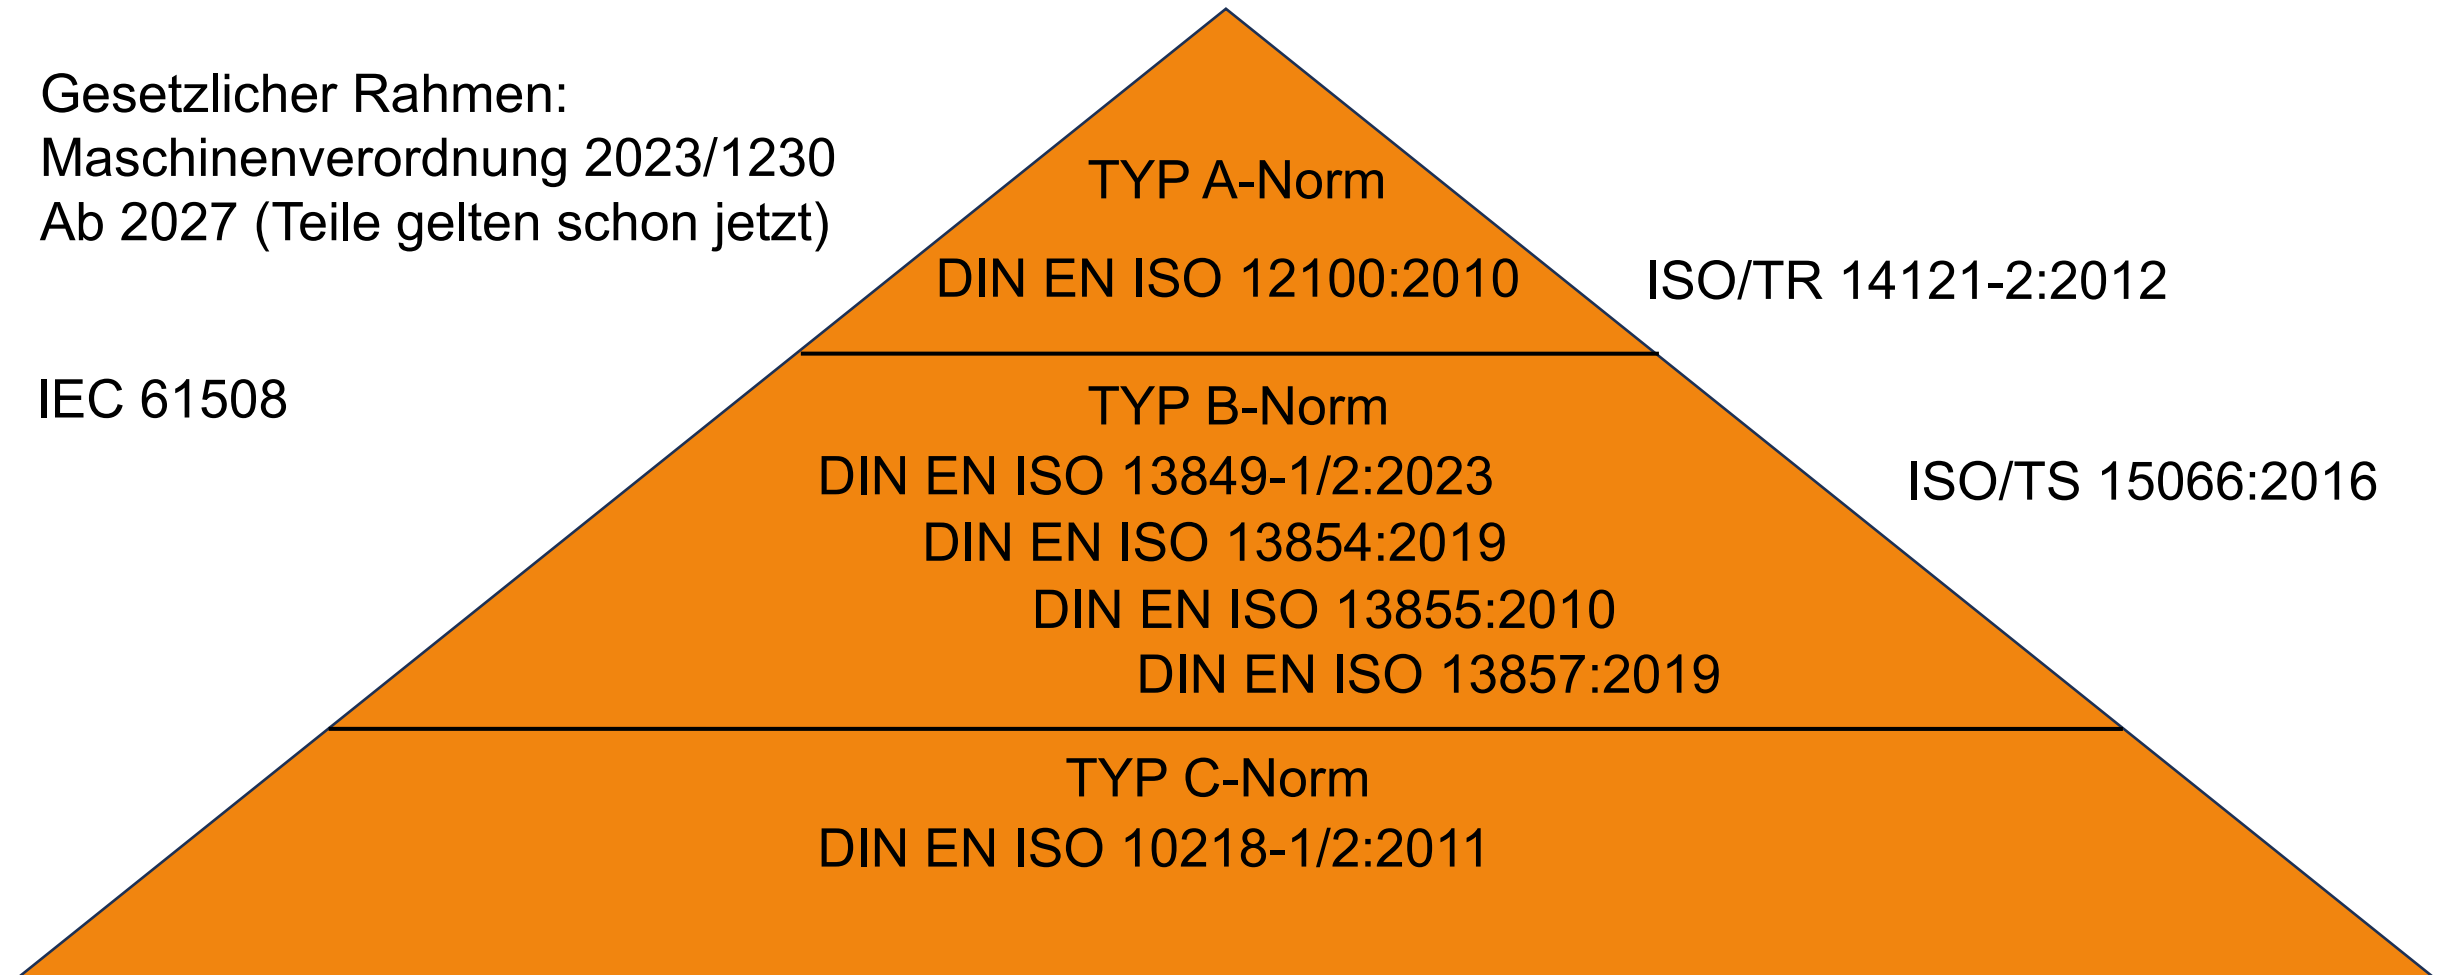 Gesetzlicher Rahmen:
Maschinenverordnung 2023/1230
Ab 2027 (Teile gelten schon jetzt)
IEC 61508
TYP A-Norm
DIN EN ISO 12100:2010
ISO/TR 14121-2:2012
TYP B-Norm
DIN EN ISO 13849-1/2:2023
DIN EN ISO 13854:2019
DIN EN ISO 13855:2010
DIN EN ISO 13857:2019
ISO/TS 15066:2016
TYP C-Norm
DIN EN ISO 10218-1/2:2011